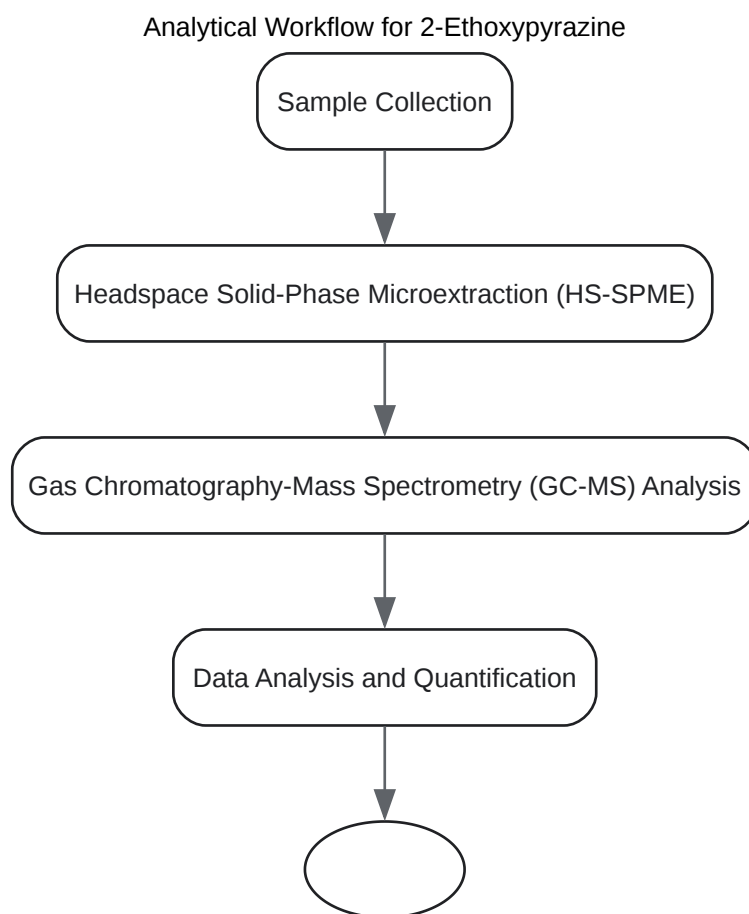 Analytical Workflow for 2-Ethoxypyrazine
Sample Collection
Headspace Solid-Phase Microextraction (HS-SPME)
Gas Chromatography-Mass Spectrometry (GC-MS) Analysis
Data Analysis and Quantification